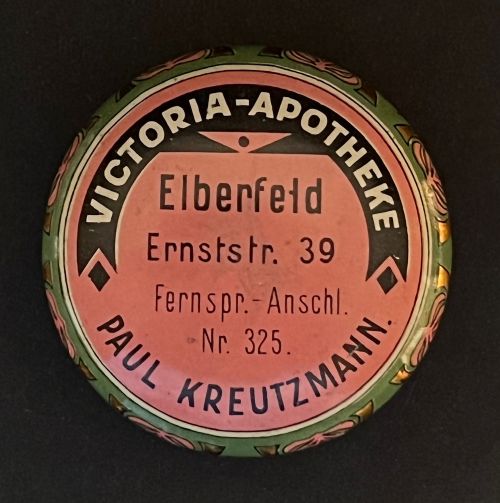 VICTORIA-APOTHEKE
Elberfeld
Ernststr. 39
Fernspr.-Anschl.
Nr. 325.
PAUL KREUTZMANN.